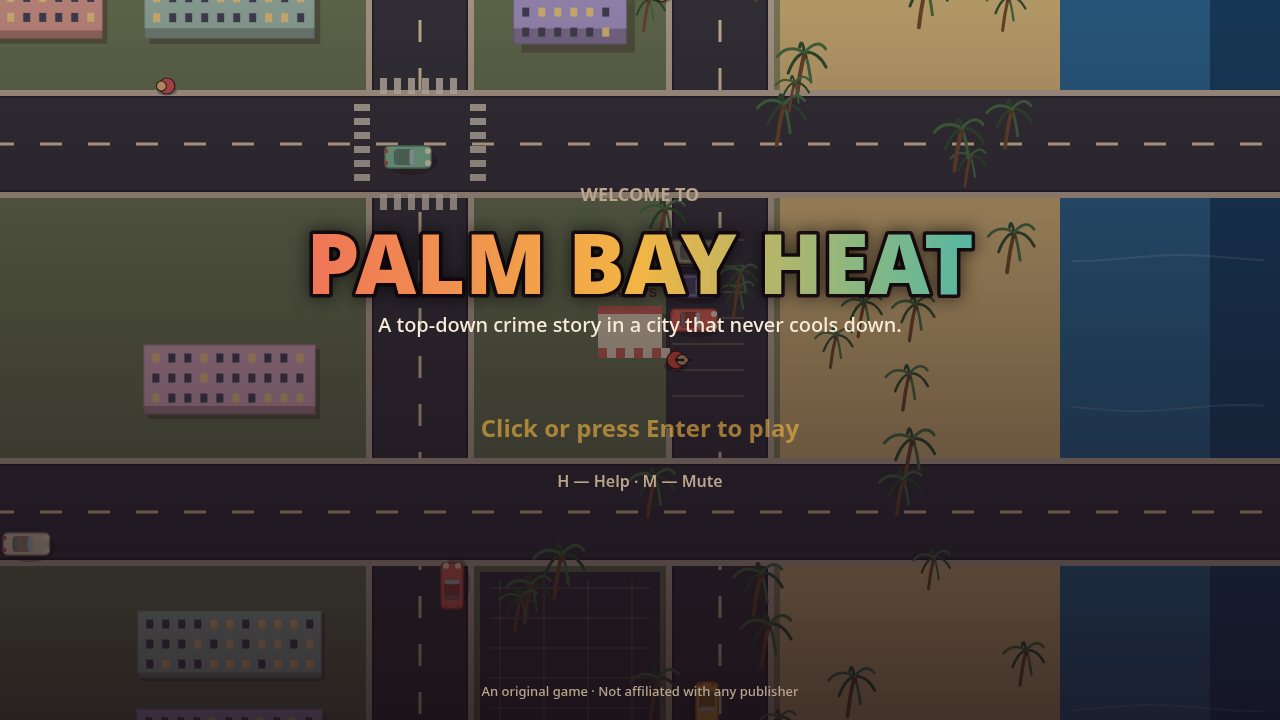 WELCOME TO
PALM BAY HEAT
A top-down crime story in a city that never cools down.
Click or press Enter to play
H — Help · M — Mute
An original game · Not affiliated with any publisher